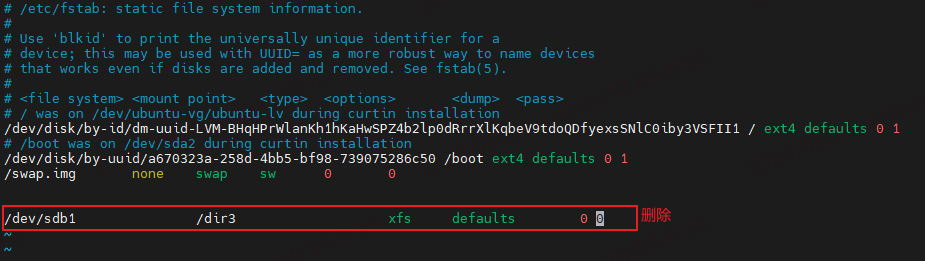 # /etc/fstab: static file system information.
#
# Use 'blkid' to print the universally unique identifier for a
# device; this may be used with UUID= as a more robust way to name devices
# that works even if disks are added and removed. See fstab(5).
#
# <file system> <mount point>   <type>  <options>       <dump>  <pass>
# / was on /dev/ubuntu-vg/ubuntu-lv during curtin installation
/dev/disk/by-id/dm-uuid-LVM-BHqHPrWlanKh1hKaHwSPZ4b2lp0dRrrXlKqbeV9tdoQDfyexsSNlC0iby3VSFII1 / ext4 defaults 0 1
# /boot was on /dev/sda2 during curtin installation
/dev/disk/by-uuid/a670323a-258d-4bb5-bf98-739075286c50 /boot ext4 defaults 0 1
/swap.img       none    swap    sw      0       0
/dev/sdb1               /dir3                   xfs     defaults        0 0 删除
~
~